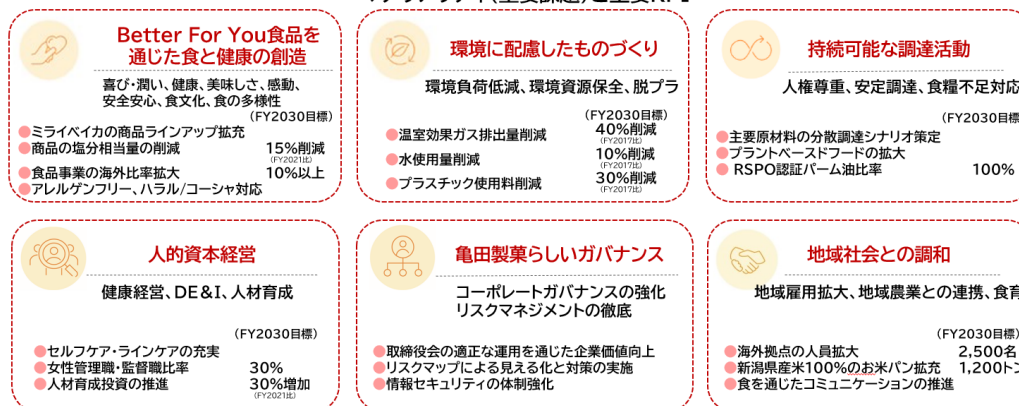 Better For You食品を
通じた食と健康の創造
喜び・潤い、健康、美味しさ、感動、
安全安心、食文化、食の多様性
(FY2030目標)
●ミライベイカの商品ラインアップ拡充
●商品の塩分相当量の削減 15%削減
(FY2021比)
●食品事業の海外比率拡大 10%以上
●アレルゲンフリー、ハラル/コーシャ対応
環境に配慮したものづくり
環境負荷低減、環境資源保全、脱プラ
(FY2030目標)
●温室効果ガス排出量削減 40%削減
(FY2017比)
●水使用量削減 10%削減
(FY2017比)
●プラスチック使用料削減 30%削減
(FY2017比)
持続可能な調達活動
人権尊重、安定調達、食糧不足対応
(FY2030目標)
●主要原材料の分散調達シナリオ策定
●プラントベースドフードの拡大
●RSPO認証パーム油比率 100%
人的資本経営
健康経営、DE&I、人材育成
(FY2030目標)
●セルフケア・ラインケアの充実
●女性管理職・監督職比率 30%
●人材育成投資の推進 30%増加
(FY2021比)
亀田製菓らしいガバナンス
コーポレートガバナンスの強化
リスクマネジメントの徹底
●取締役会の適正な運用を通じた企業価値向上
●リスクマップによる見える化と対策の実施
●情報セキュリティの体制強化
地域社会との調和
地域雇用拡大、地域農業との連携、食育
(FY2030目標)
●海外拠点の人員拡大 2,500名
●新潟県産米100%のお米パン拡充 1,200トン
●食を通じたコミュニケーションの推進